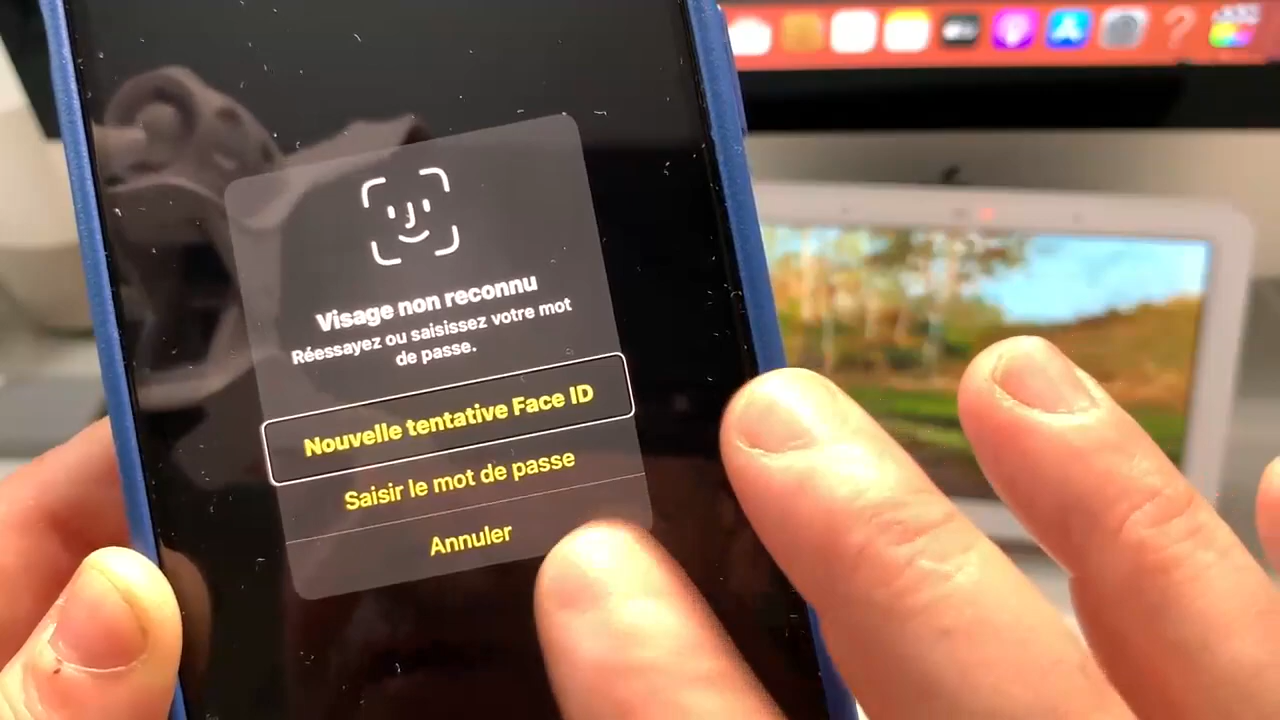 Visage non reconnu
Réessayez ou saisissez votre mot
de passe.
Nouvelle tentative Face ID
Saisir le mot de passe
Annuler